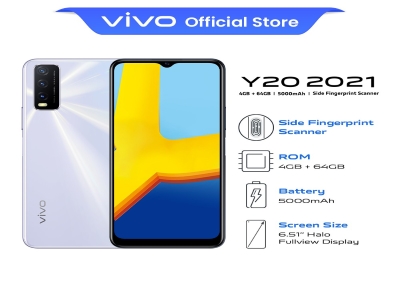 vivo Official Store
Y20 2021
4GB + 64GB | 5000mAh | Side Fingerprint Scanner
Side Fingerprint
Scanner
ROM
4GB + 64GB
Battery
5000mAh
Screen Size
6.51" Halo
Fullview Display
vivo